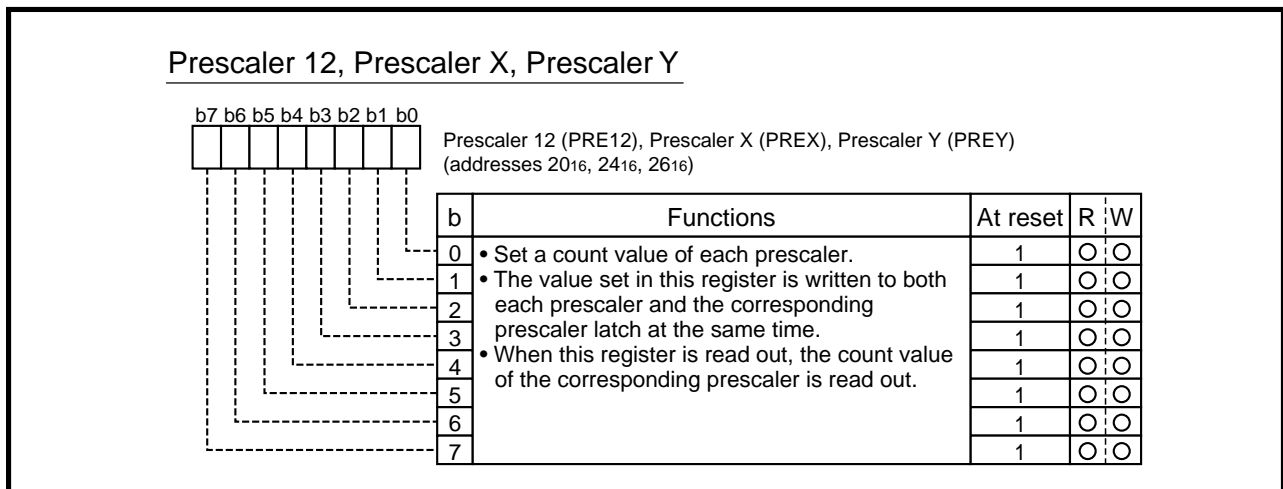 Prescaler 12, Prescaler X, Prescaler Y
b7 b6 b5 b4 b3 b2 b1 b0
Prescaler 12 (PRE12), Prescaler X (PREX), Prescaler Y (PREY)
(addresses 2016, 2416, 2616)
b Functions At reset R W
0 • Set a count value of each prescaler. 1 O O
1 • The value set in this register is written to both 1 O O
2 each prescaler and the corresponding 1 O O
3 prescaler latch at the same time. 1 O O
4 • When this register is read out, the count value 1 O O
5 of the corresponding prescaler is read out. 1 O O
6 1 O O
7 1 O O